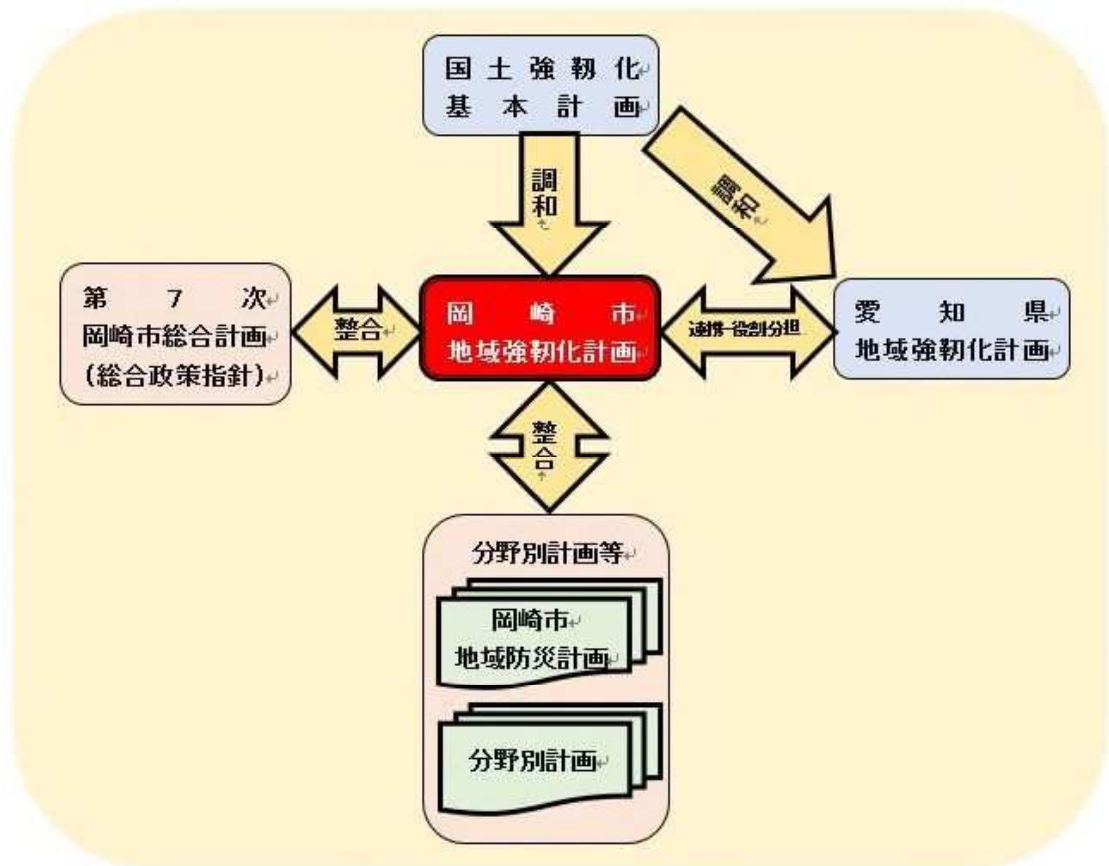 国土強靱化
基本計画
調和
調和
第7次
岡崎市総合計画
(総合政策指針)
整合
岡崎市
地域強靱化計画
連携・役割分担
愛知県
地域強靱化計画
整合
分野別計画等
岡崎市
地域防災計画
分野別計画